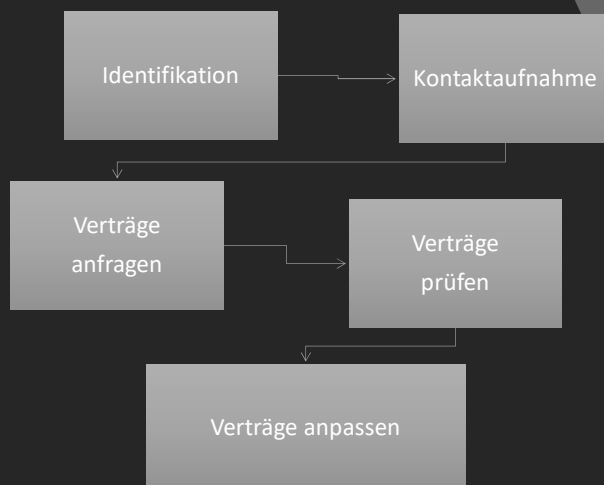 Identifikation
Kontaktaufnahme
Verträge
anfragen
Verträge
prüfen
Verträge anpassen